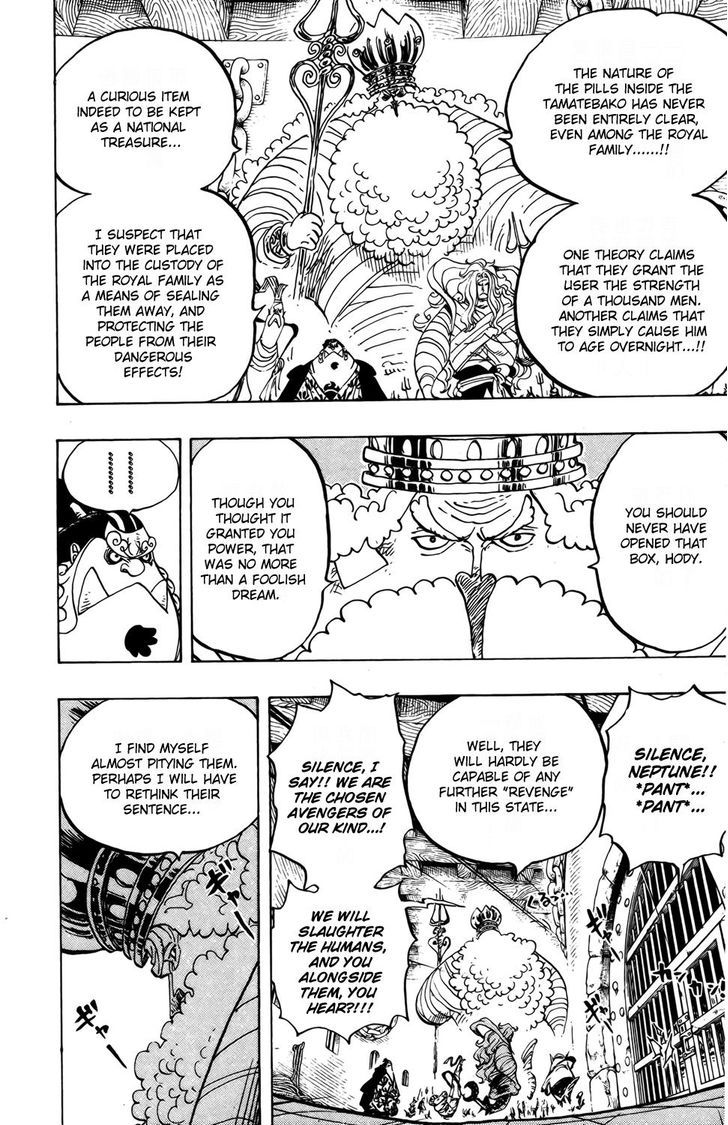 THE NATURE OF
THE PILLS INSIDE THE
TAMATEBAKO HAS NEVER
BEEN ENTIRELY CLEAR,
EVEN AMONG THE ROYAL
FAMILY......!!
ONE THEORY CLAIMS
THAT THEY GRANT THE
USER THE STRENGTH
OF A THOUSAND MEN.
ANOTHER CLAIMS THAT
THEY SIMPLY CAUSE HIM
TO AGE OVERNIGHT...!!
A CURIOUS ITEM
INDEED TO BE KEPT
AS A NATIONAL
TREASURE...
I SUSPECT THAT
THEY WERE PLACED
INTO THE CUSTODY OF
THE ROYAL FAMILY AS
A MEANS OF SEALING
THEM AWAY, AND
PROTECTING THE
PEOPLE FROM THEIR
DANGEROUS
EFFECTS!
YOU SHOULD
NEVER HAVE
OPENED THAT
BOX, HODY.
THOUGH YOU
THOUGHT IT
GRANTED YOU
POWER, THAT
WAS NO MORE
THAN A FOOLISH
DREAM.
SILENCE,
NEPTUNE!!
*PANT*...
*PANT*...
WELL, THEY
WILL HARDLY BE
CAPABLE OF ANY
FURTHER "REVENGE"
IN THIS STATE...
SILENCE, I
SAY!! WE ARE
THE CHOSEN
AVENGERS OF
OUR KIND...!
WE WILL
SLAUGHTER
THE HUMANS,
AND YOU
ALONGSIDE
THEM, YOU
HEAR?!!!
I FIND MYSELF
ALMOST PITYING THEM.
PERHAPS I WILL HAVE
TO RETHINK THEIR
SENTENCE...
ギャー
ギャー